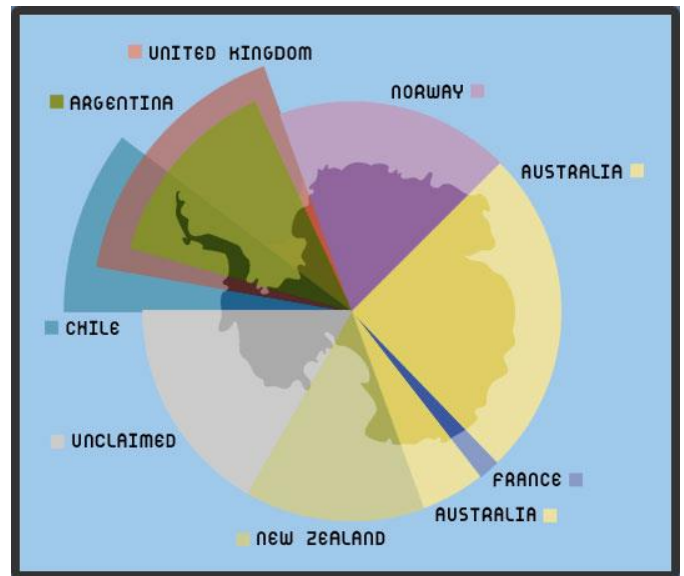 UNITED KINGDOM
NORWAY
ARGENTINA
AUSTRALIA
CHILE
UNCLAIMED
FRANCE
AUSTRALIA
NEW ZEALAND